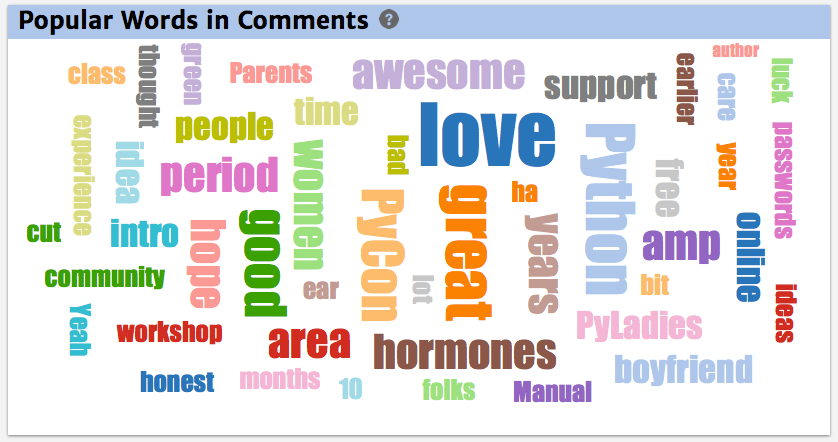 Popular Words in Comments ?
class
thought
green
Parents
awesome
support
earlier
author
care
luck
experience
people
time
love
Python
idea
period
women
bad
free
year
passwords
Pycon
great
ha
years
cut
intro
hope
good
amp
online
community
ear
lot
bit
ideas
Yeah
workshop
area
hormones
PyLadies
honest
months
10
folks
Manual
boyfriend